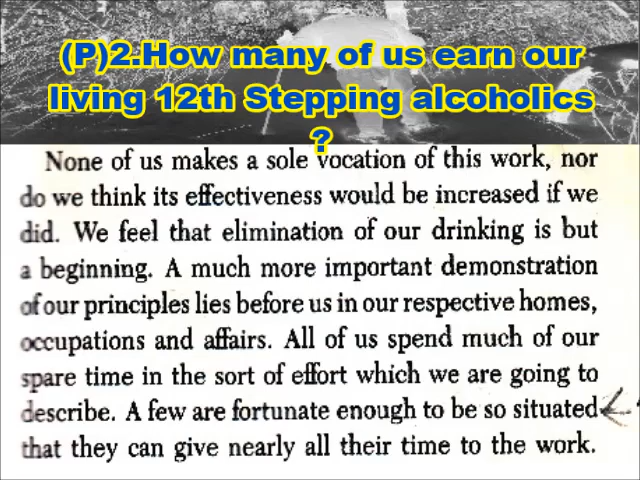 (P)2.How many of us earn our
living 12th Stepping alcoholics
?
None of us makes a sole vocation of this work, nor
do we think its effectiveness would be increased if we
did. We feel that elimination of our drinking is but
a beginning. A much more important demonstration
of our principles lies before us in our respective homes,
occupations and affairs. All of us spend much of our
spare time in the sort of effort which we are going to
describe. A few are fortunate enough to be so situated
that they can give nearly all their time to the work.